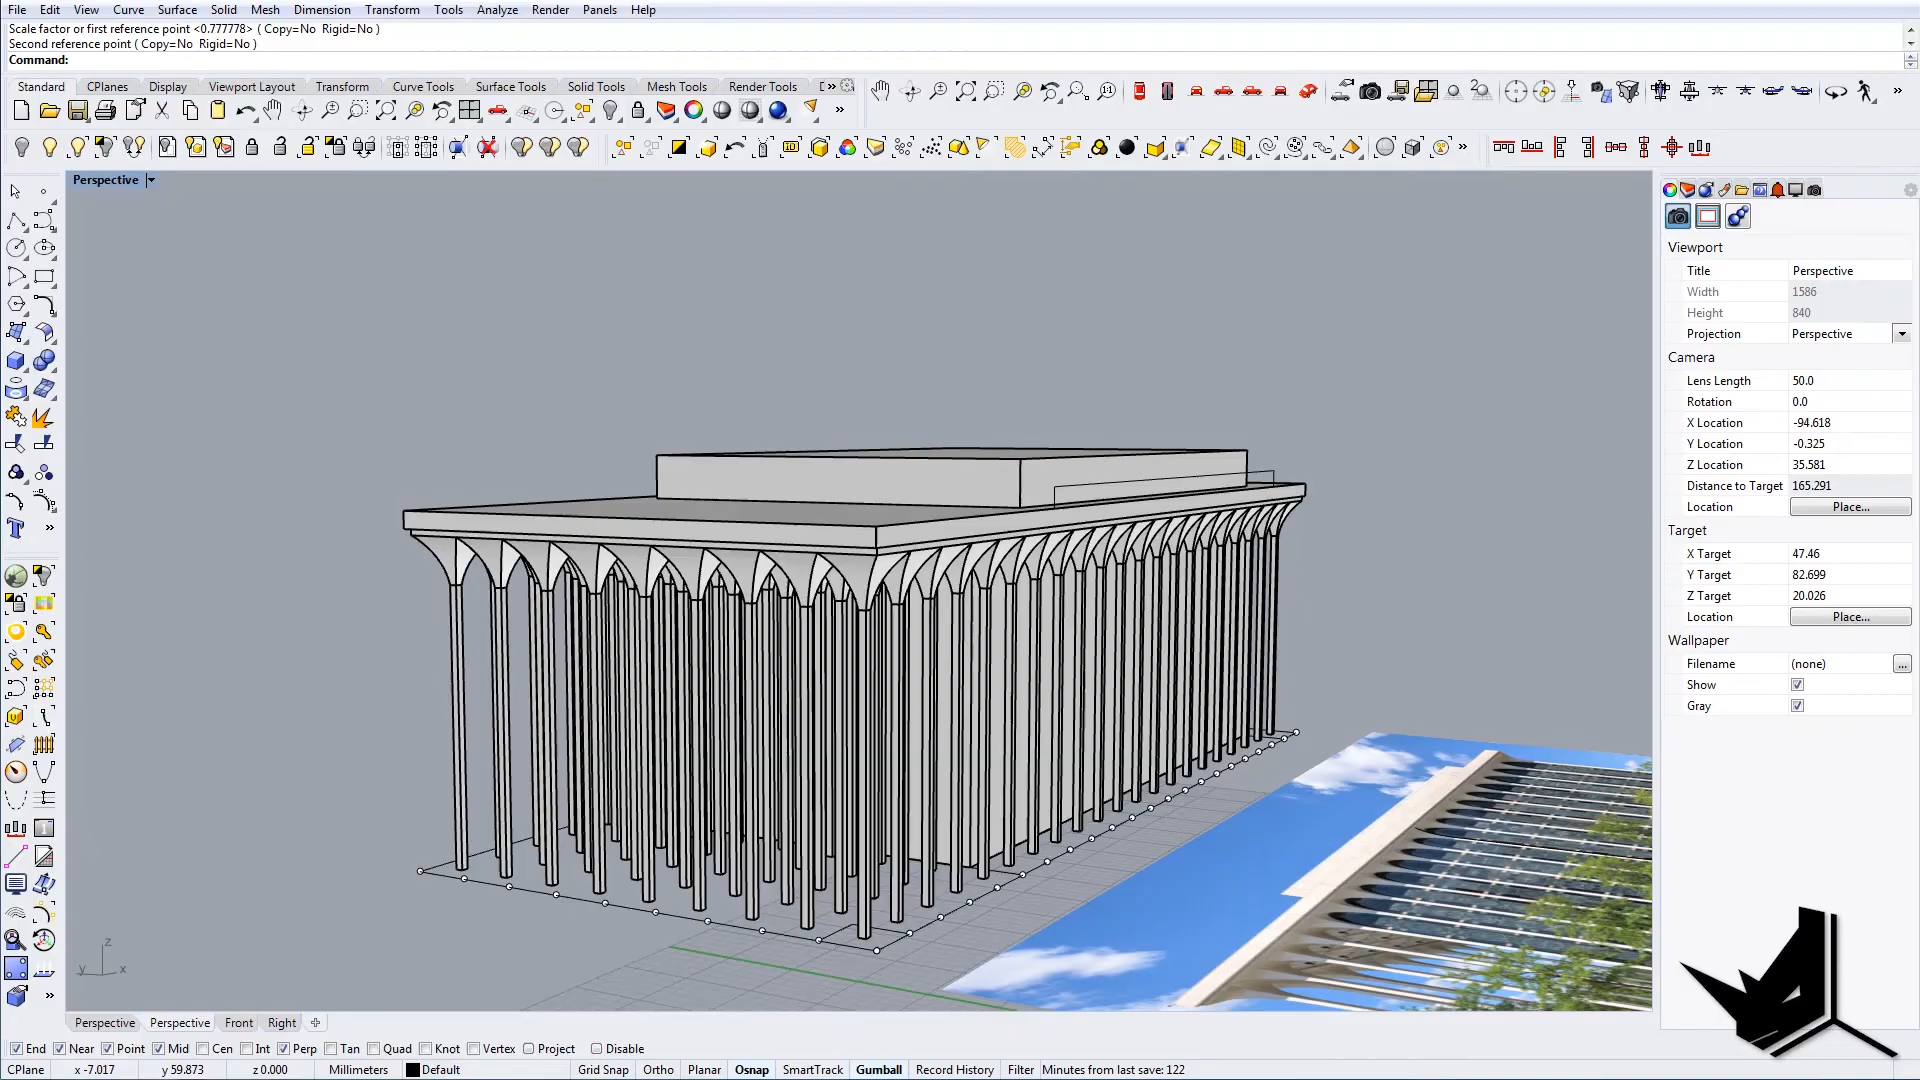 File Edit View Curve Surface Solid Mesh Dimension Transform Tools Analyze Render Panels Help
Scale factor or first reference point <0.777778> ( Copy=No Rigid=No )
Second reference point ( Copy=No Rigid=No )
Command:
Standard CPlanes Display Viewport Layout Transform Curve Tools Surface Tools Solid Tools Mesh Tools Render Tools D »
Perspective
Viewport
Title Perspective
Width 1586
Height 840
Projection Perspective
Camera
Lens Length 50.0
Rotation 0.0
X Location -94.618
Y Location -0.325
Z Location 35.581
Distance to Target 165.291
Location Place...
Target
X Target 47.46
Y Target 82.699
Z Target 20.026
Location Place...
Wallpaper
Filename (none) ...
Show
Gray
z
y x
Perspective Perspective Front Right
End Near Point Mid Cen Int Perp Tan Quad Knot Vertex Project Disable
CPlane x -7.017 y 59.873 z 0.000 Millimeters Default Grid Snap Ortho Planar Osnap SmartTrack Gumball Record History Filter Minutes from last save: 122